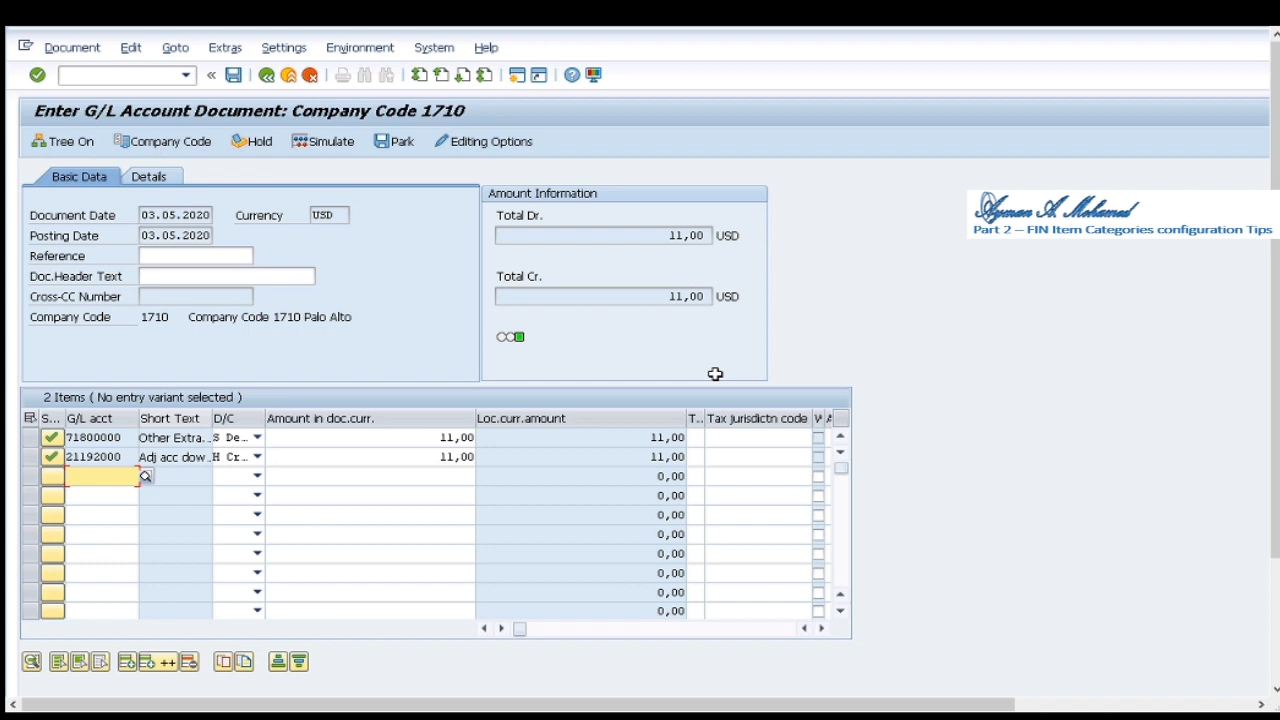 Document Edit Goto Extras Settings Environment System Help
Enter G/L Account Document: Company Code 1710
Tree On Company Code Hold Simulate Park Editing Options
Basic Data Details
Amount Information
Document Date 03.05.2020 Currency USD
Total Dr.
Posting Date 03.05.2020
11,00 USD
Reference
Doc.Header Text
Total Cr.
Cross-CC Number
11,00 USD
Company Code 1710 Company Code 1710 Palo Alto
Ayman A. Mohamed
Part 2 – FIN Item Categories configuration Tips
2 Items ( No entry variant selected )
S... G/L acct Short Text D/C Amount in doc.curr. Loc.curr.amount T.. Tax jurisdictn code W A
71800000 Other Extra.. S De… 11,00 11,00
21192000 Adj acc dow.. H Cr… 11,00 11,00
0,00
0,00
0,00
0,00
0,00
0,00
0,00
0,00